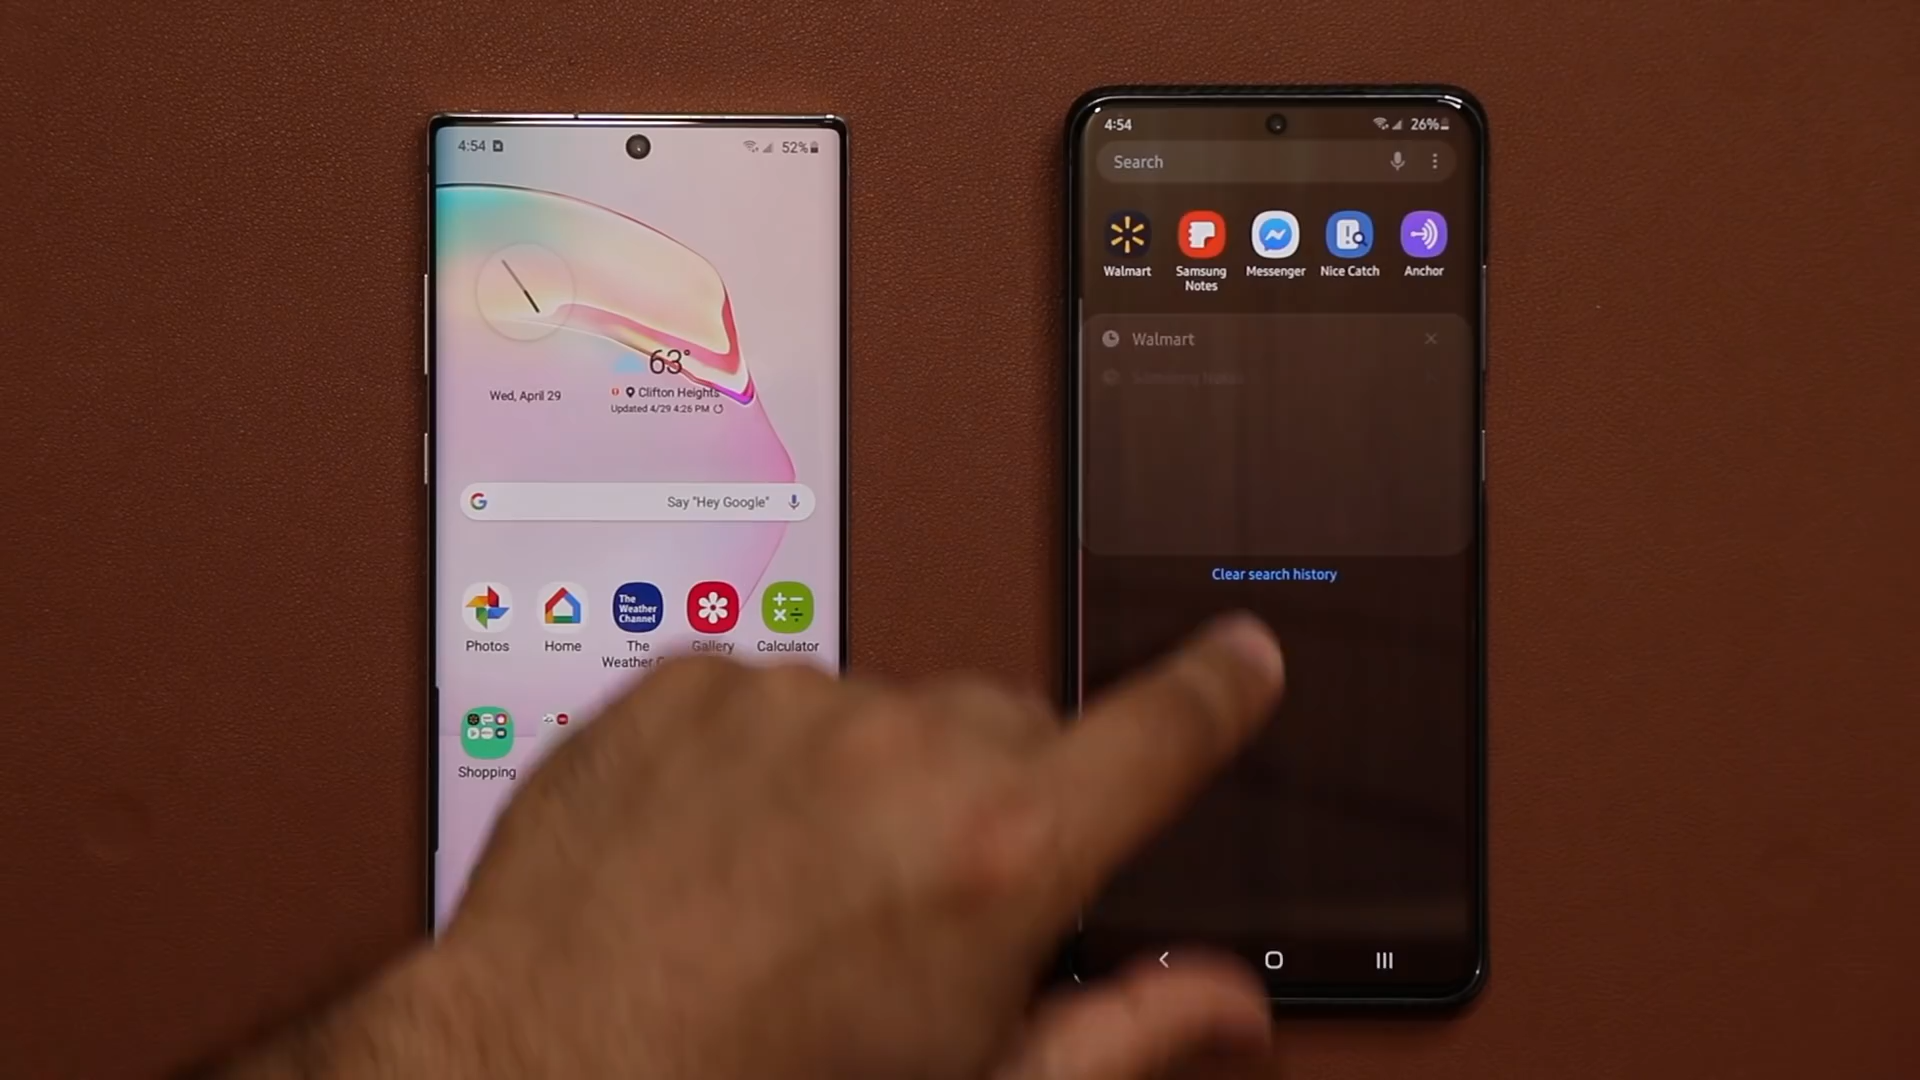 4:54
52%
63°
Wed, April 29
Clifton Heights
Updated 4/29 4:26 PM
G
Say "Hey Google"
The
Weather
Channel
Photos
Home
The
Weather
Gallery
Calculator
Shopping
4:54
26%
Search
Walmart
Samsung
Notes
Messenger
Nice Catch
Anchor
Walmart
Samsung Notes
Clear search history